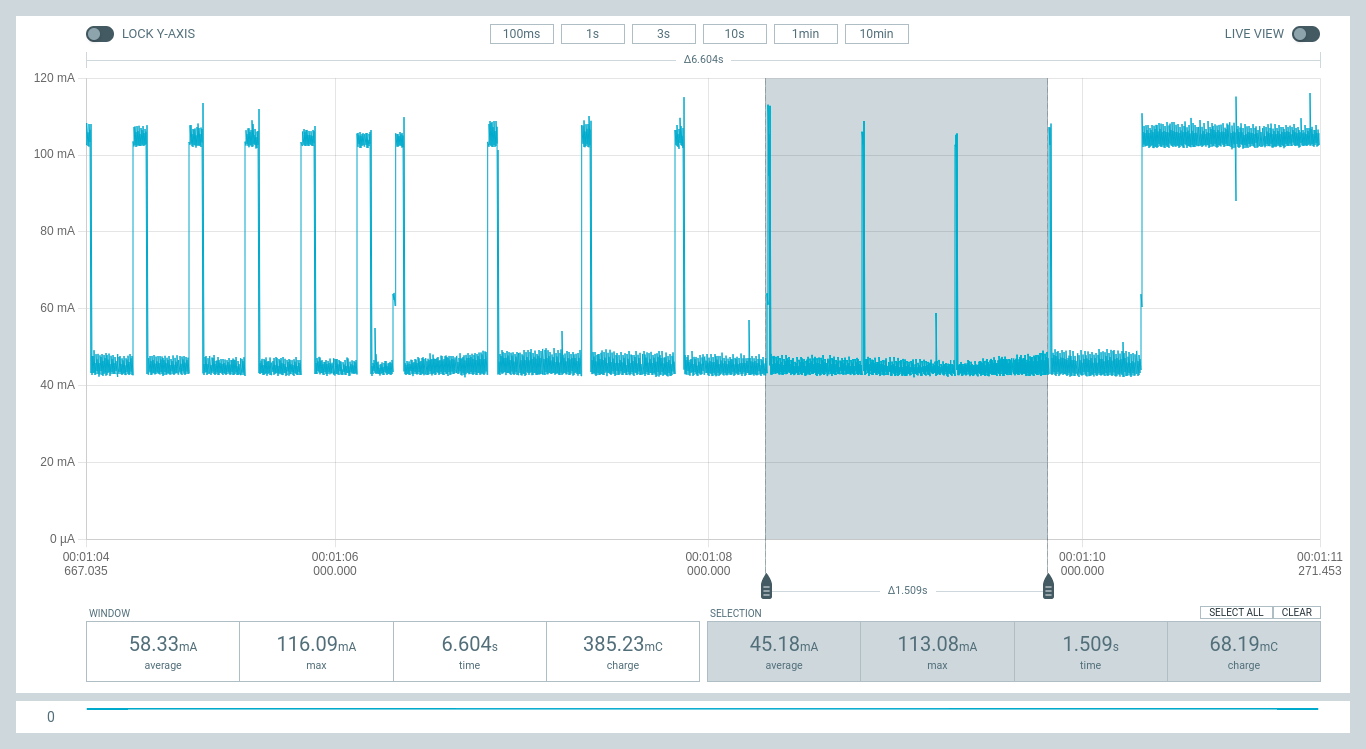 LOCK Y-AXIS 100ms 1s 3s 10s 1min 10min LIVE VIEW
Δ6.604s
120 mA
100 mA
80 mA
60 mA
40 mA
20 mA
0 µA
00:01:04 00:01:06 00:01:08 00:01:10 00:01:11
667.035 000.000 000.000 000.000 271.453
Δ1.509s
WINDOW SELECTION SELECT ALL CLEAR
58.33mA 116.09mA 6.604s 385.23mC 45.18mA 113.08mA 1.509s 68.19mC
average max time charge average max time charge
0